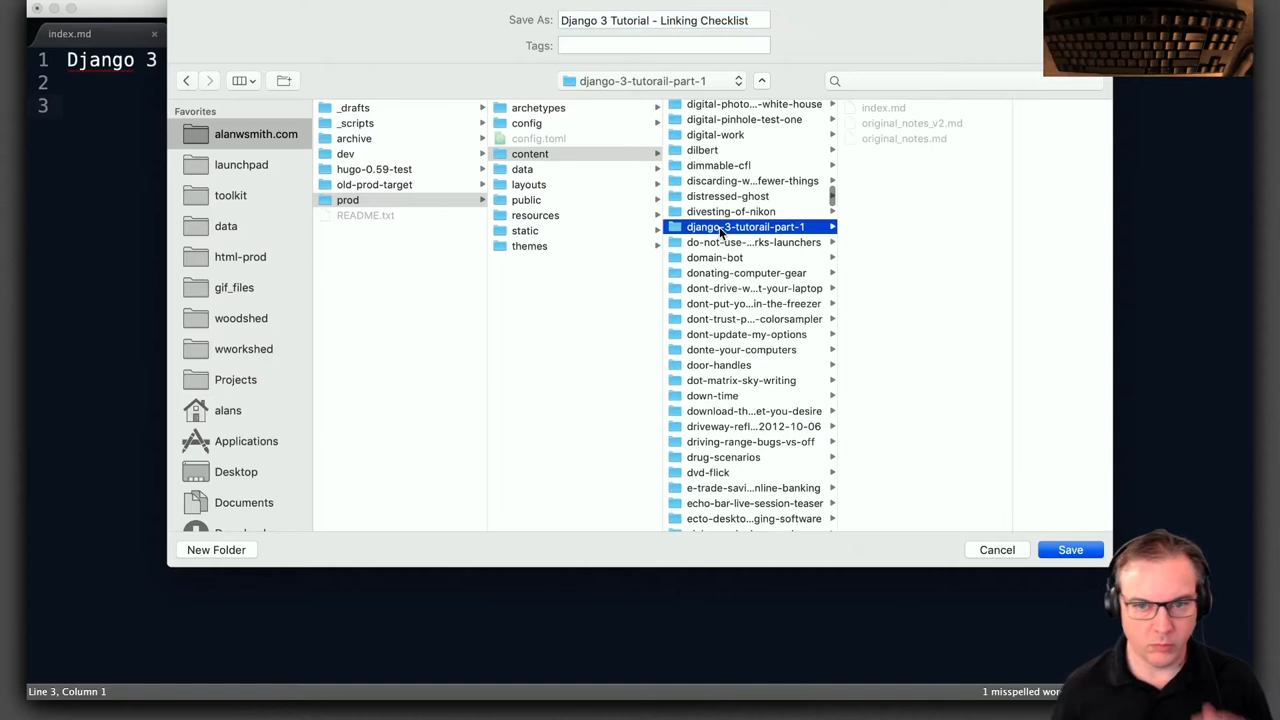 Save As: Django 3 Tutorial - Linking Checklist
Tags:
index.md ×
1 Django 3
2
3
django-3-tutorail-part-1
Favorites
alanwsmith.com
launchpad
toolkit
data
html-prod
gif_files
woodshed
wworkshed
Projects
alans
Applications
Desktop
Documents
_drafts
_scripts
archive
dev
hugo-0.59-test
old-prod-target
prod
README.txt
archetypes
config
config.toml
content
data
layouts
public
resources
static
themes
digital-photo...-white-house
digital-pinhole-test-one
digital-work
dilbert
dimmable-cfl
discarding-w...fewer-things
distressed-ghost
divesting-of-nikon
django-3-tutorail-part-1
do-not-use-...rks-launchers
domain-bot
donating-computer-gear
dont-drive-w...t-your-laptop
dont-put-yo...in-the-freezer
dont-trust-p...-colorsampler
dont-update-my-options
donte-your-computers
door-handles
dot-matrix-sky-writing
down-time
download-th...et-you-desire
driveway-refl...2012-10-06
driving-range-bugs-vs-off
drug-scenarios
dvd-flick
e-trade-savi...nline-banking
echo-bar-live-session-teaser
ecto-deskto...ging-software
index.md
original_notes_v2.md
original_notes.md
New Folder
Cancel
Save
Line 3, Column 1
1 misspelled wor